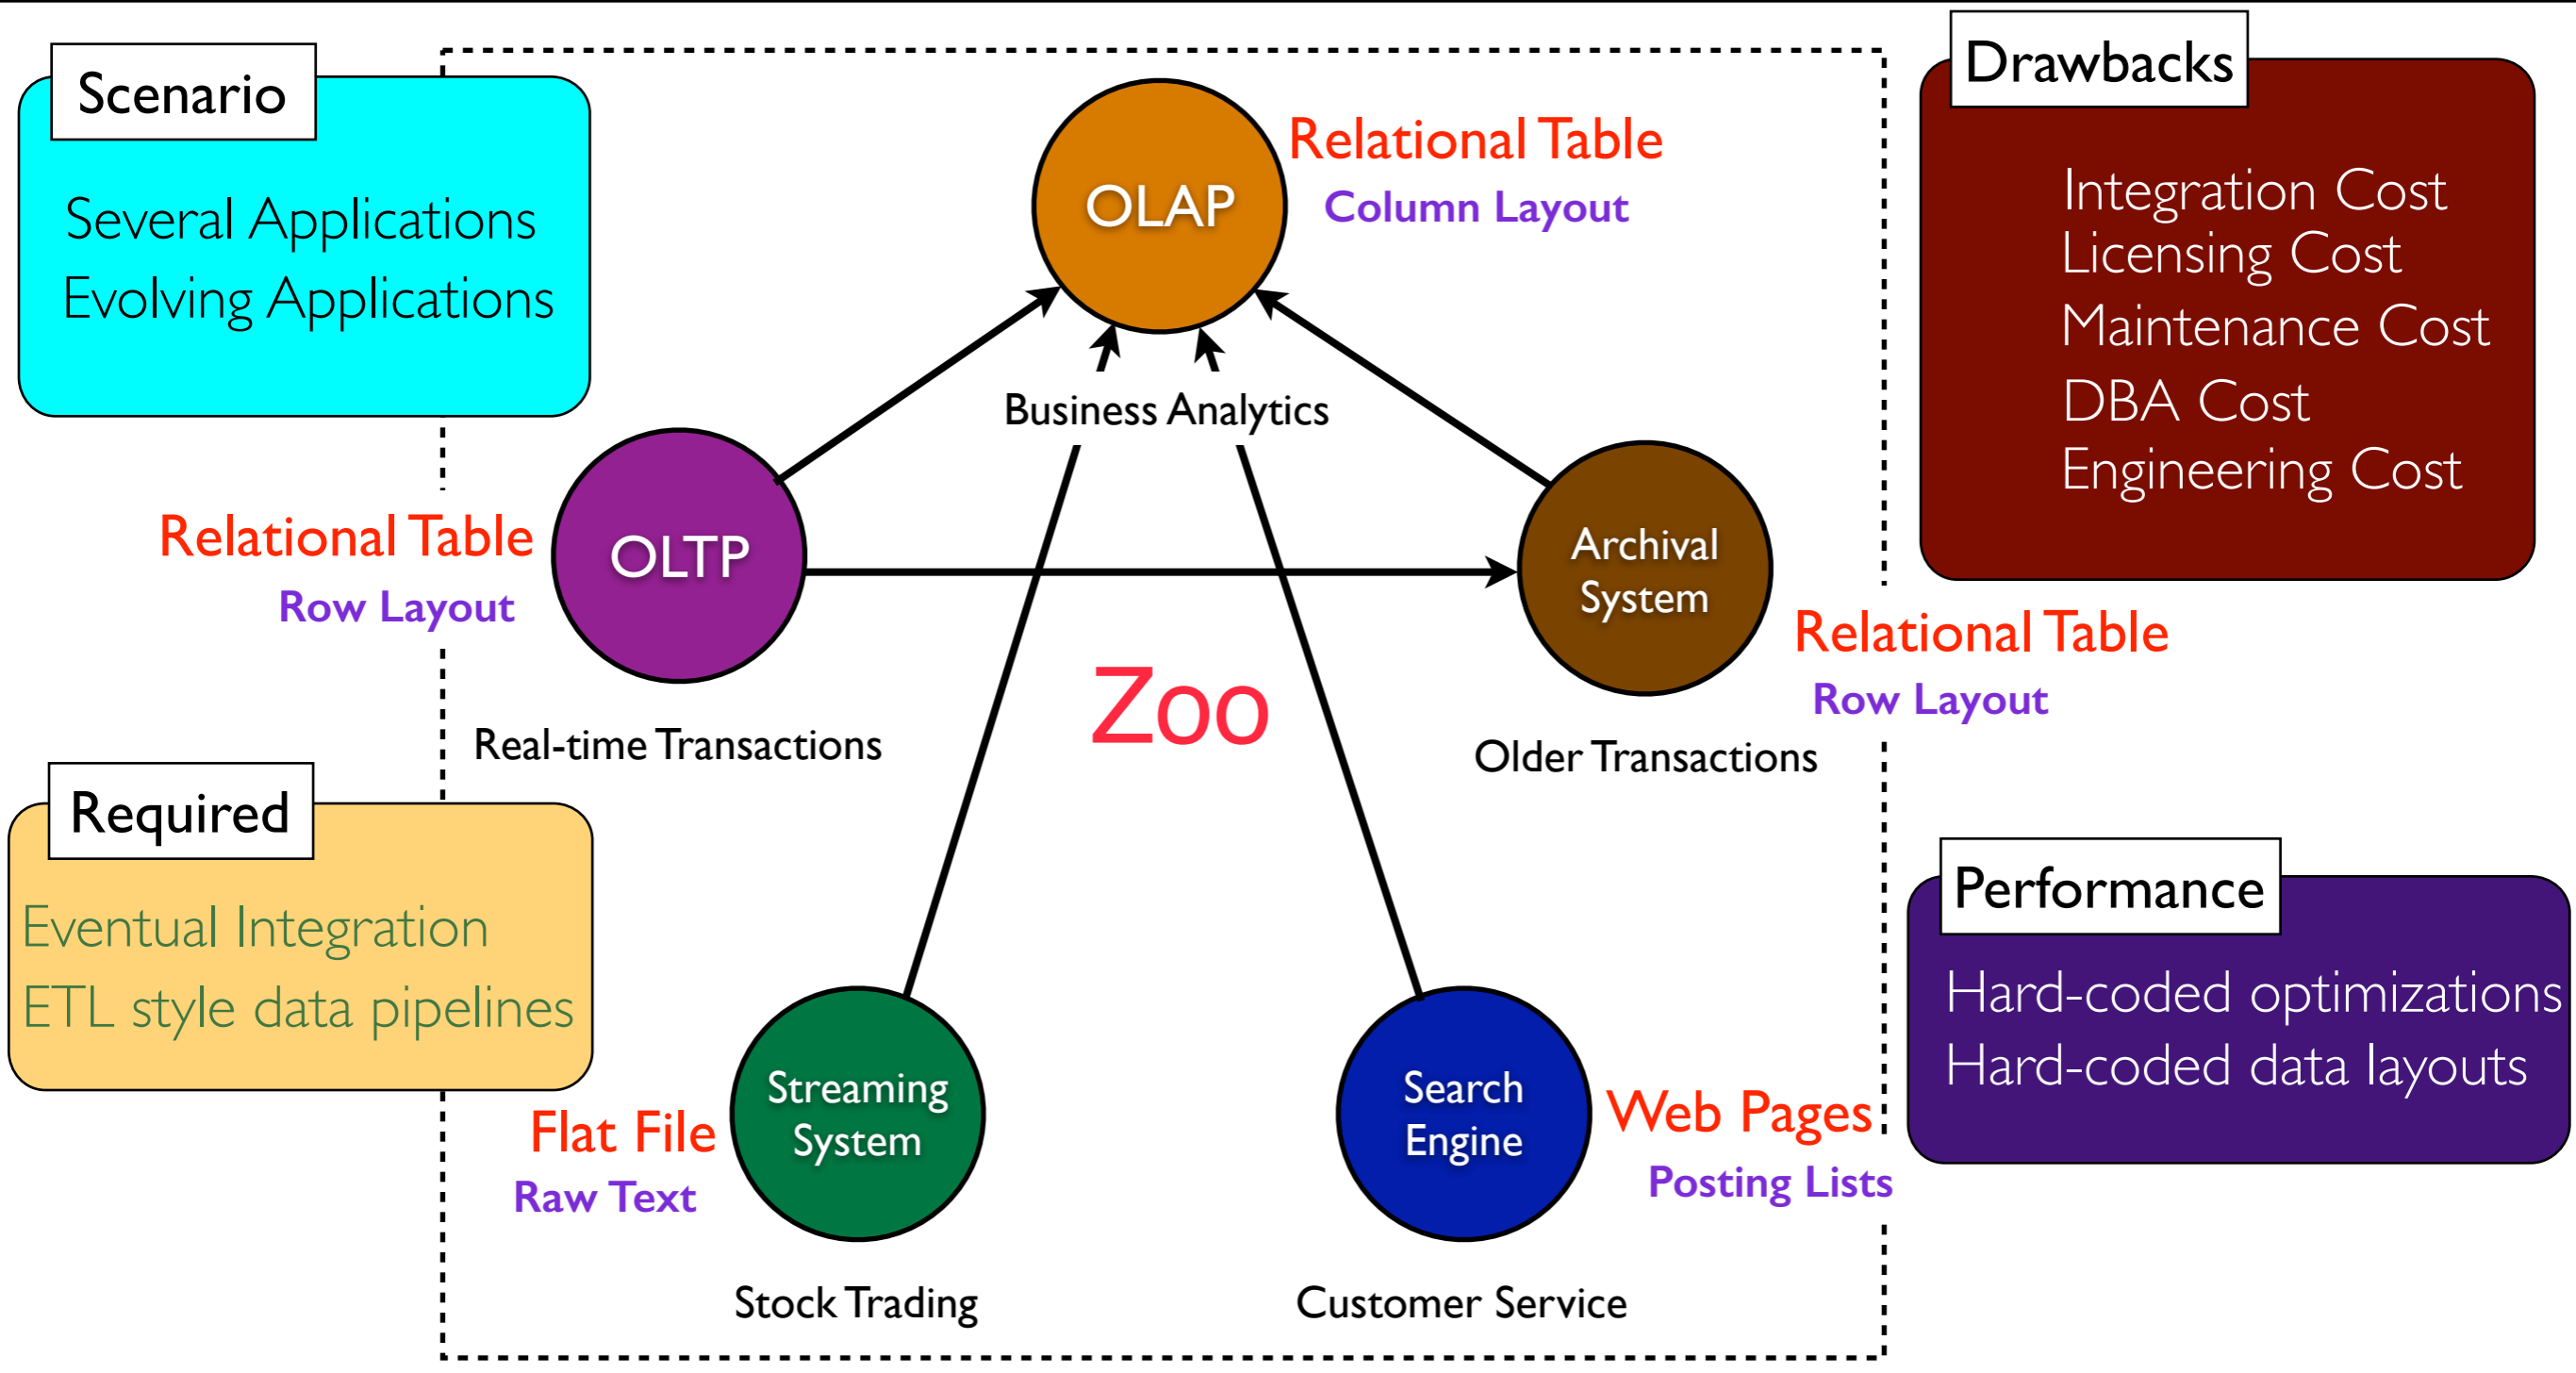 Scenario
Several Applications
Evolving Applications
OLAP
Relational Table
Column Layout
Business Analytics
Drawbacks
Integration Cost
Licensing Cost
Maintenance Cost
DBA Cost
Engineering Cost
Relational Table
Row Layout
OLTP
Real-time Transactions
Archival
System
Relational Table
Row Layout
Older Transactions
Zoo
Required
Eventual Integration
ETL style data pipelines
Performance
Hard-coded optimizations
Hard-coded data layouts
Flat File
Raw Text
Streaming
System
Stock Trading
Search
Engine
Web Pages
Posting Lists
Customer Service